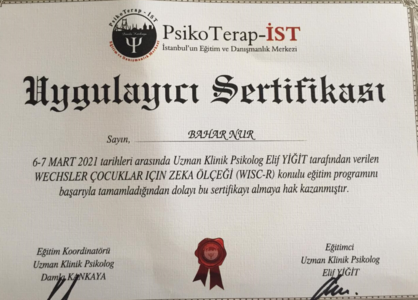 PsikoTerap-İST
İstanbul'un Eğitim ve Danışmanlık Merkezi
Uygulayıcı Sertifikası
Sayın, BAHAR NUR
6-7 MART 2021 tarihleri arasında Uzman Klinik Psikolog Elif YİĞİT tarafından verilen
WECHSLER ÇOCUKLAR IÇIN ZEKA ÖLÇEĞİ (WISC-R) konulu eğitim programını
başarıyla tamamladığından dolayı bu sertifikayı almaya hak kazanmıştır.
Eğitim Koordinatörü
Uzman Klinik Psikolog
Damla KANKAYA
Eğitimci
Uzman Klinik Psikolog
Elif YİĞİT